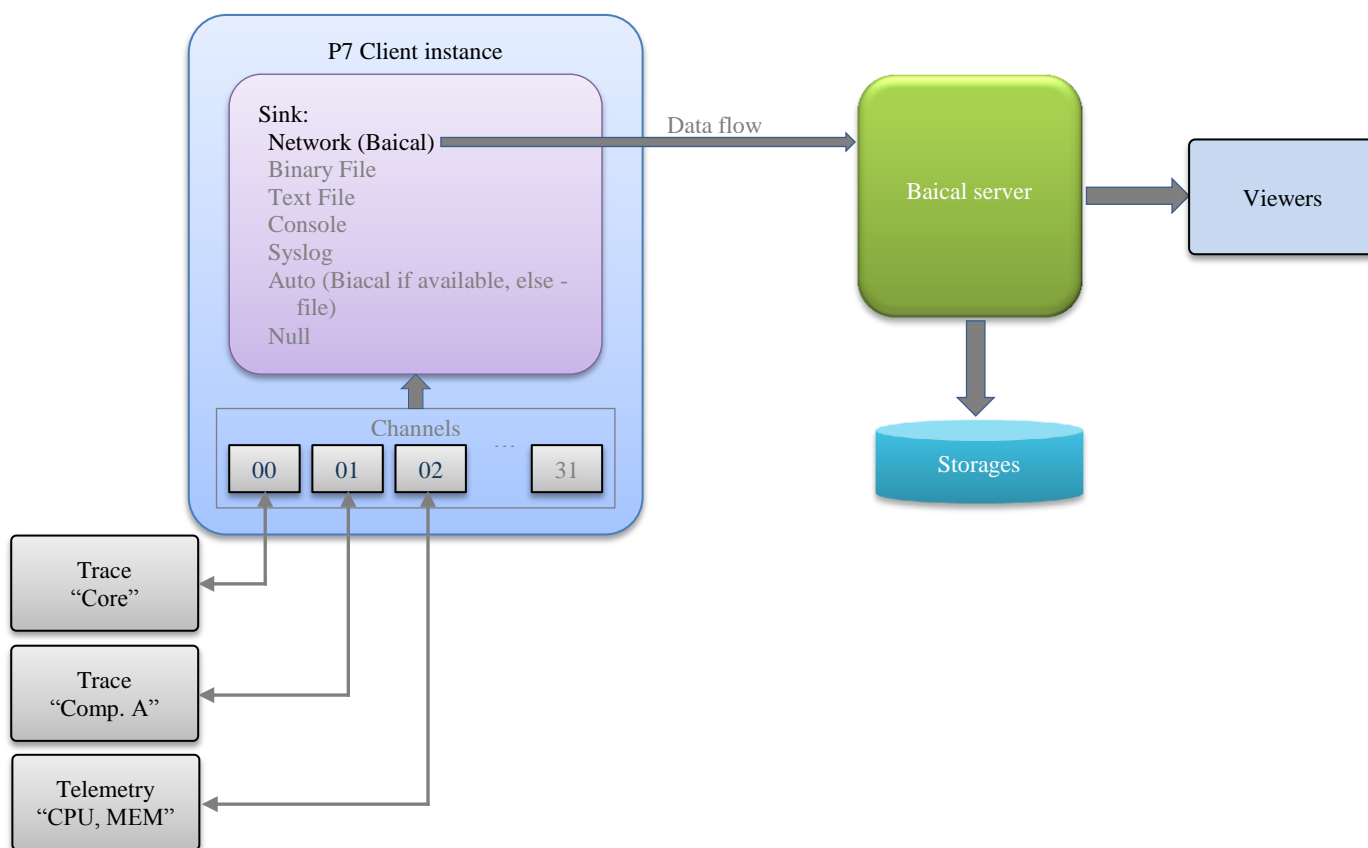 P7 Client instance
Sink:
Network (Baical)
Binary File
Text File
Console
Syslog
Auto (Biacal if available, else -
file)
Null
Data flow
Baical server
Viewers
Storages
Channels
00 01 02 ... 31
Trace
“Core”
Trace
“Comp. A”
Telemetry
“CPU, MEM”